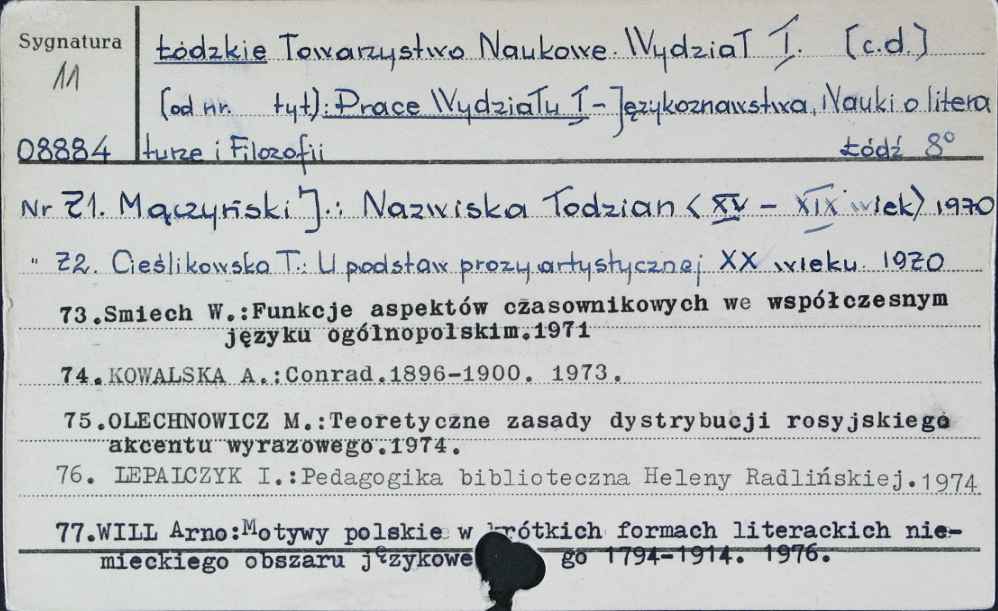 Sygnatura
11
08884
Łódzkie Towarzystwo Naukowe. Wydział I. [c.d.]
(od nr. tyt): Prace Wydziału I - Językoznawstwa, Nauki o litera
turze i Filozofii Łódź 8°
Nr 71. Mączyński J.: Nazwiska Łodzian (XV - XIX wiek) 1970
" 72. Cieślikowska T.: U podstaw prozy artystycznej XX wieku. 1970
73.Smiech W.:Funkcje aspektów czasownikowych we współczesnym
języku ogólnopolskim.1971
74.KOWALSKA A.:Conrad.1896-1900. 1973.
75.OLECHNOWICZ M.:Teoretyczne zasady dystrybucji rosyjskiego
akcentu wyrazowego.1974.
76. LEPALCZYK I.:Pedagogika biblioteczna Heleny Radlińskiej.1974
77.WILL Arno:Motywy polskie w krótkich formach literackich nie-
mieckiego obszaru językowe go 1794-1914. 1976.